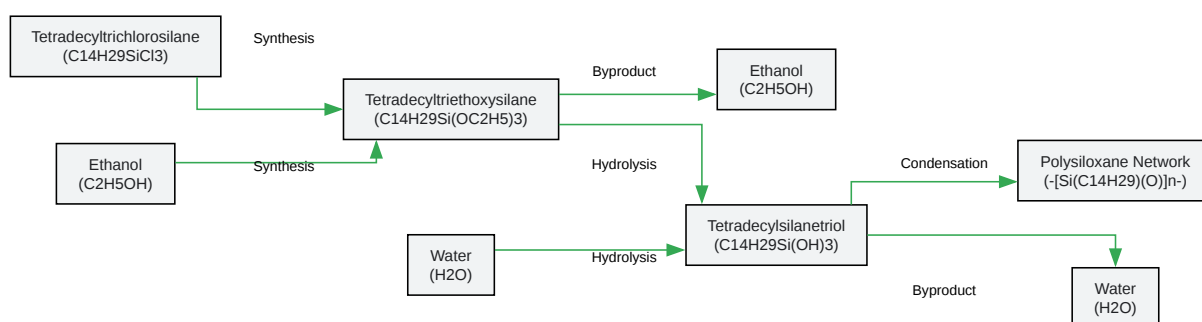 Tetradecyltrichlorosilane
(C14H29SiCl3)
Synthesis
Ethanol
(C2H5OH)
Synthesis
Tetradecyltriethoxysilane
(C14H29Si(OC2H5)3)
Byproduct
Ethanol
(C2H5OH)
Hydrolysis
Water
(H2O)
Hydrolysis
Tetradecylsilanetriol
(C14H29Si(OH)3)
Condensation
Polysiloxane Network
(-[Si(C14H29)(O)]n-)
Byproduct
Water
(H2O)